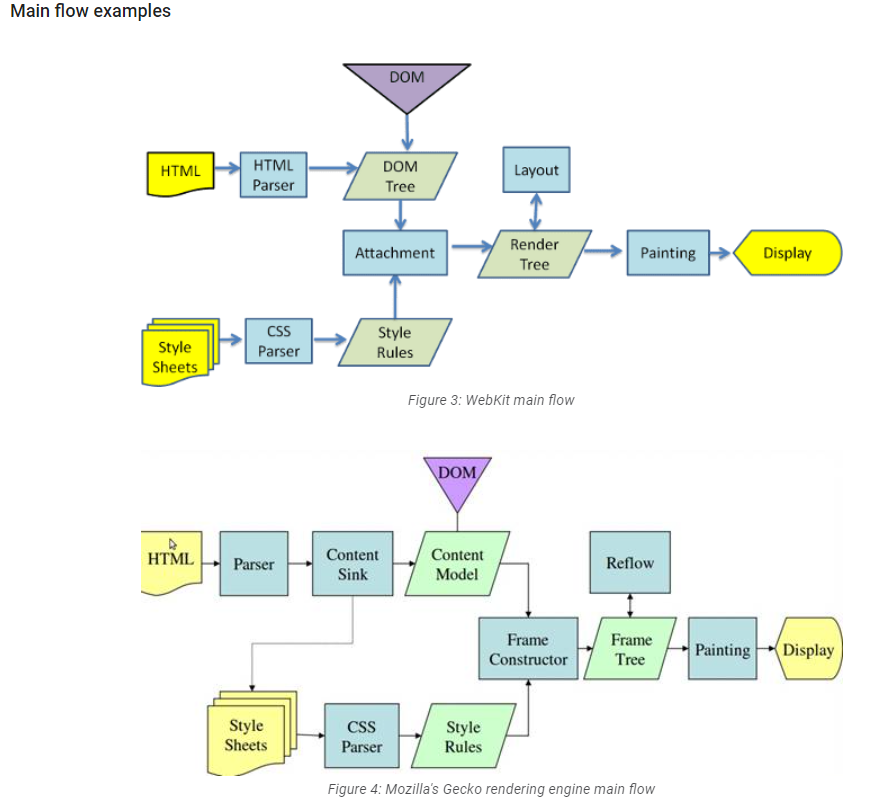 Main flow examples
DOM
HTML
HTML
Parser
DOM
Tree
Layout
Attachment
Render
Tree
Painting
Display
Style
Sheets
CSS
Parser
Style
Rules
Figure 3: WebKit main flow
DOM
HTML
Parser
Content
Sink
Content
Model
Reflow
Frame
Constructor
Frame
Tree
Painting
Display
Style
Sheets
CSS
Parser
Style
Rules
Figure 4: Mozilla's Gecko rendering engine main flow